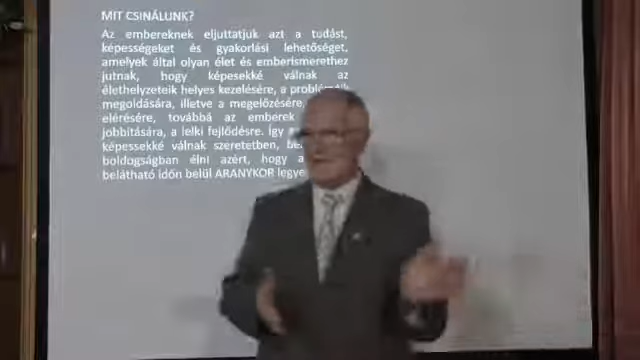 MIT CSINÁLUNK?
Az embereknek eljuttatjuk azt a tudást,
képességeket és gyakorlási lehetőséget,
amelyek által olyan élet és emberismerethez
jutnak, hogy képesekké válnak az
élethelyzeteik helyes kezelésére, a problémáik
megoldására, illetve a megelőzésére,
elérésére, továbbá az emberek
jobbítására, a lelki fejlődésre. Így
képessekké válnak szeretetben,
boldogságban élni azért, hogy a
belátható időn belül ARANYKOR legye